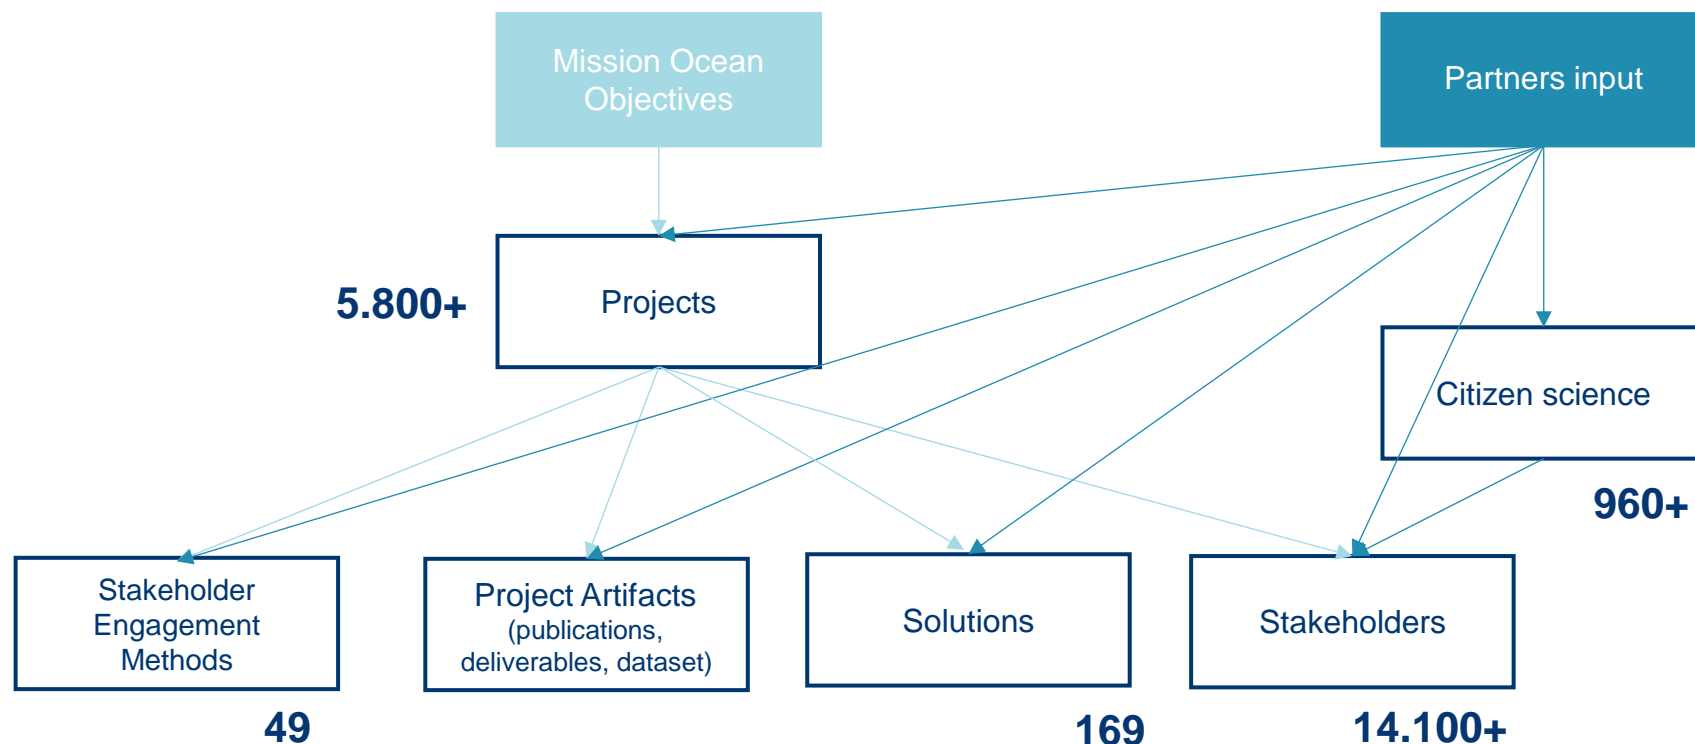 Mission Ocean
Objectives
Partners input
5.800+
Projects
Citizen science
960+
Stakeholder
Engagement
Methods
Project Artifacts
(publications,
deliverables, dataset)
Solutions
Stakeholders
49
169
14.100+